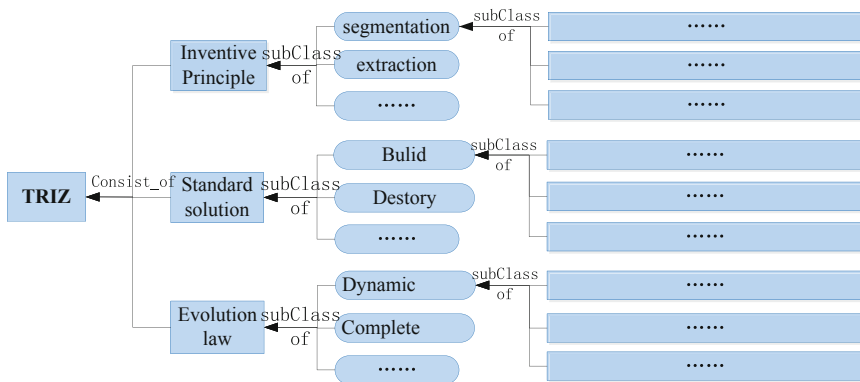 TRIZ
Consist_of
Inventive
Principle
subClass
of
segmentation
extraction
……
subClass
of
……
……
……
Standard
solution
subClass
of
Bulid
Destory
……
subClass
of
……
……
……
Evolution
law
subClass
of
Dynamic
Complete
……
subClass
of
……
……
……